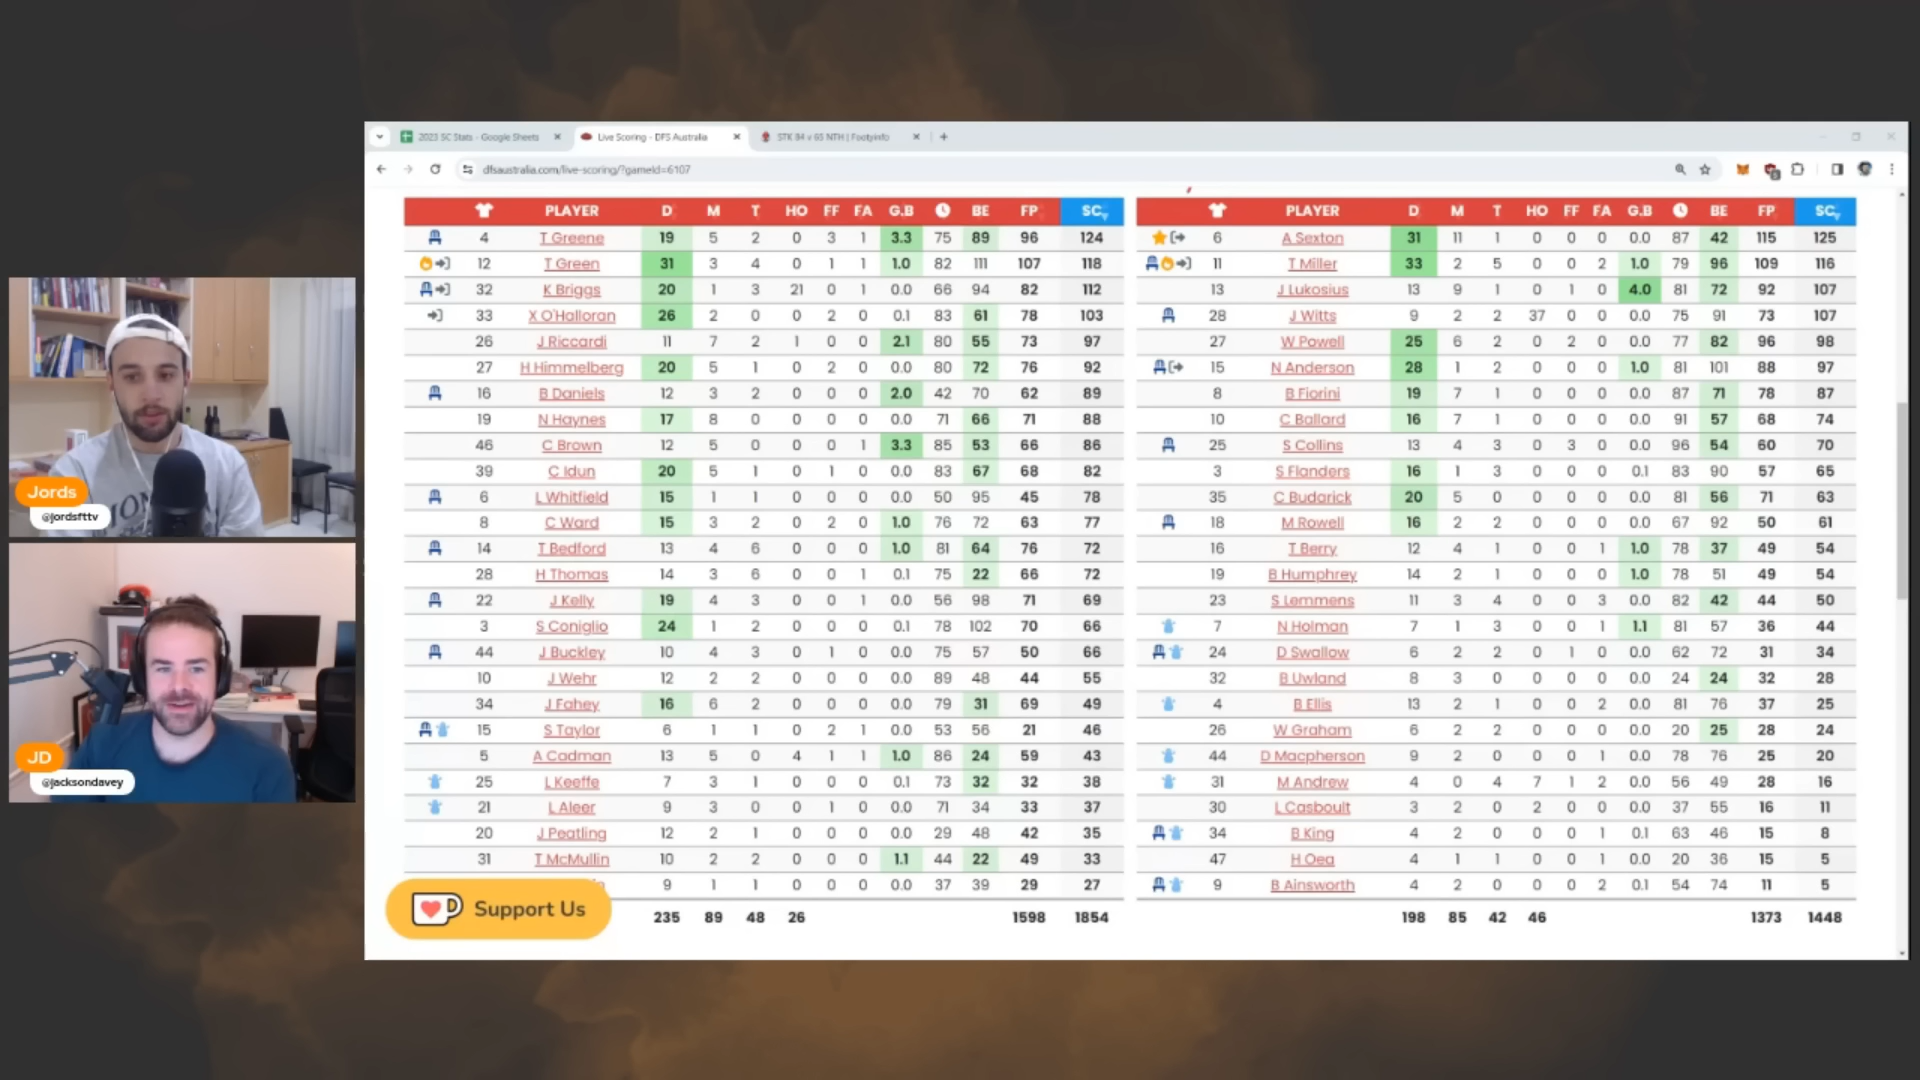 2023 SC Stats - Google Sheets
Live Scoring - DFS Australia
STK 84 v 65 NTH | Footyinfo
dfsaustralia.com/live-scoring/?gameId=6107
PLAYER D M T HO FF FA G.B BE FP SC
4 T Greene 19 5 2 0 3 1 3.3 75 89 96 124
12 T Green 31 3 4 0 1 1 1.0 82 111 107 118
32 K Briggs 20 1 3 21 0 1 0.0 66 94 82 112
33 X O'Halloran 26 2 0 0 2 0 0.1 83 61 78 103
26 J Riccardi 11 7 2 1 0 0 2.1 80 55 73 97
27 H Himmelberg 20 5 1 0 2 0 0.0 80 72 76 92
16 B Daniels 12 3 2 0 0 0 2.0 42 70 62 89
19 N Haynes 17 8 0 0 0 0 0.0 71 66 71 88
46 C Brown 12 5 0 0 0 1 3.3 85 53 66 86
39 C Idun 20 5 1 0 1 0 0.0 83 67 68 82
6 L Whitfield 15 1 1 0 0 0 0.0 50 95 45 78
8 C Ward 15 3 2 0 2 0 1.0 76 72 63 77
14 T Bedford 13 4 6 0 0 0 1.0 81 64 76 72
28 H Thomas 14 3 6 0 0 1 0.1 75 22 66 72
22 J Kelly 19 4 3 0 0 1 0.0 56 98 71 69
3 S Coniglio 24 1 2 0 0 0 0.1 78 102 70 66
44 J Buckley 10 4 3 0 1 0 0.0 75 57 50 66
10 J Wehr 12 2 2 0 0 0 0.0 89 48 44 55
34 J Fahey 16 6 2 0 0 0 0.0 79 31 69 49
15 S Taylor 6 1 1 0 2 1 0.0 53 56 21 46
5 A Cadman 13 5 0 4 1 1 1.0 86 24 59 43
25 L Keeffe 7 3 1 0 0 0 0.1 73 32 32 38
21 L Aleer 9 3 0 0 1 0 0.0 71 34 33 37
20 J Peatling 12 2 1 0 0 0 0.0 29 48 42 35
31 T McMullin 10 2 2 0 0 0 1.1 44 22 49 33
9 1 1 0 0 0 0.0 37 39 29 27
235 89 48 26 1598 1854
PLAYER D M T HO FF FA G.B BE FP SC
6 A Sexton 31 11 1 0 0 0 0.0 87 42 115 125
11 T Miller 33 2 5 0 0 2 1.0 79 96 109 116
13 J Lukosius 13 9 1 0 1 0 4.0 81 72 92 107
28 J Witts 9 2 2 37 0 0 0.0 75 91 73 107
27 W Powell 25 6 2 0 2 0 0.0 77 82 96 98
15 N Anderson 28 1 2 0 0 0 1.0 81 101 88 97
8 B Fiorini 19 7 1 0 0 0 0.0 87 71 78 87
10 C Ballard 16 7 1 0 0 0 0.0 91 57 68 74
25 S Collins 13 4 3 0 3 0 0.0 96 54 60 70
3 S Flanders 16 1 3 0 0 0 0.1 83 90 57 65
35 C Budarick 20 5 0 0 0 0 0.0 81 56 71 63
18 M Rowell 16 2 2 0 0 0 0.0 67 92 50 61
16 T Berry 12 4 1 0 0 1 1.0 78 37 49 54
19 B Humphrey 14 2 1 0 0 0 1.0 78 51 49 54
23 S Lemmens 11 3 4 0 0 3 0.0 82 42 44 50
7 N Holman 7 1 3 0 0 1 1.1 81 57 36 44
24 D Swallow 6 2 2 0 1 0 0.0 62 72 31 34
32 B Uwland 8 3 0 0 0 0 0.0 24 24 32 28
4 B Ellis 13 2 1 0 0 2 0.0 81 76 37 25
26 W Graham 6 2 2 0 0 0 0.0 20 25 28 24
44 D Macpherson 9 2 0 0 0 1 0.0 78 76 25 20
31 M Andrew 4 0 4 7 1 2 0.0 56 49 28 16
30 L Casboult 3 2 0 2 0 0 0.0 37 55 16 11
34 B King 4 2 0 0 0 1 0.1 63 46 15 8
47 H Oea 4 1 1 0 0 1 0.0 20 36 15 5
9 B Ainsworth 4 2 0 0 0 2 0.1 54 74 11 5
198 85 42 46 1373 1448
Support Us
Jords
@jordsfttv
JD
@jacksondavey